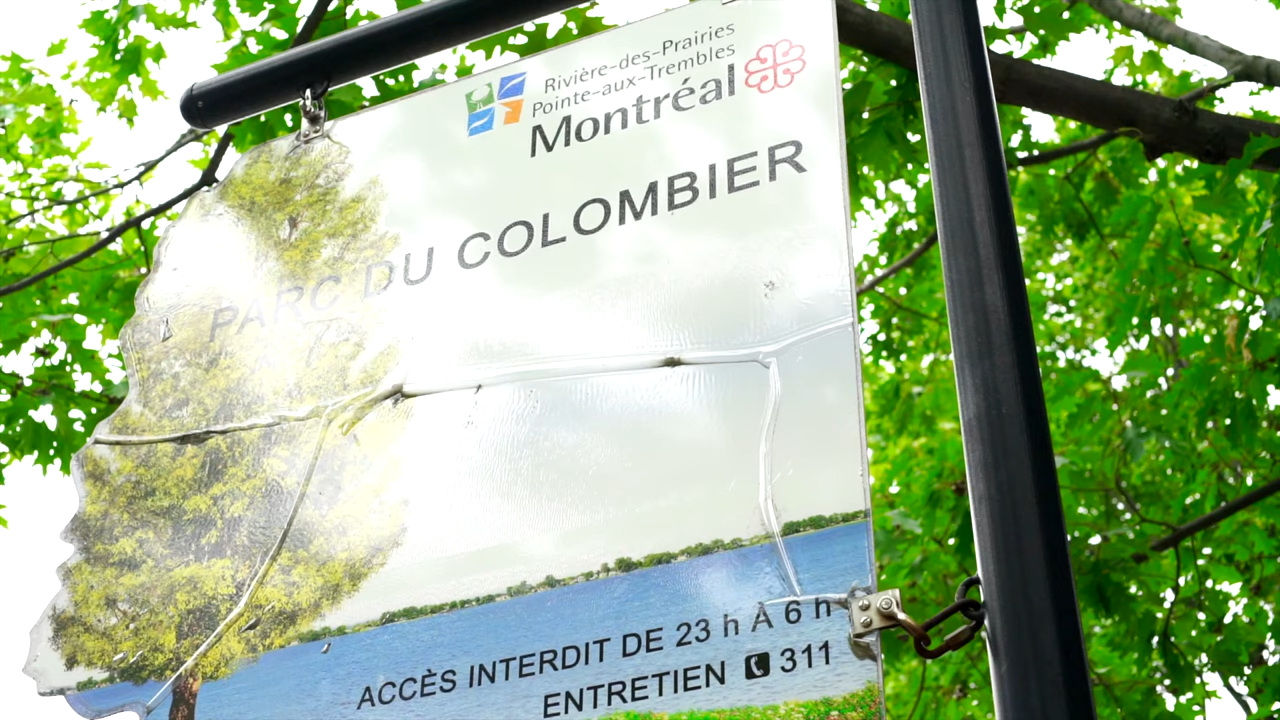 Rivière-des-Prairies
Pointe-aux-Trembles
Montréal
PARC DU COLOMBIER
ACCÈS INTERDIT DE 23 h À 6 h
ENTRETIEN 311